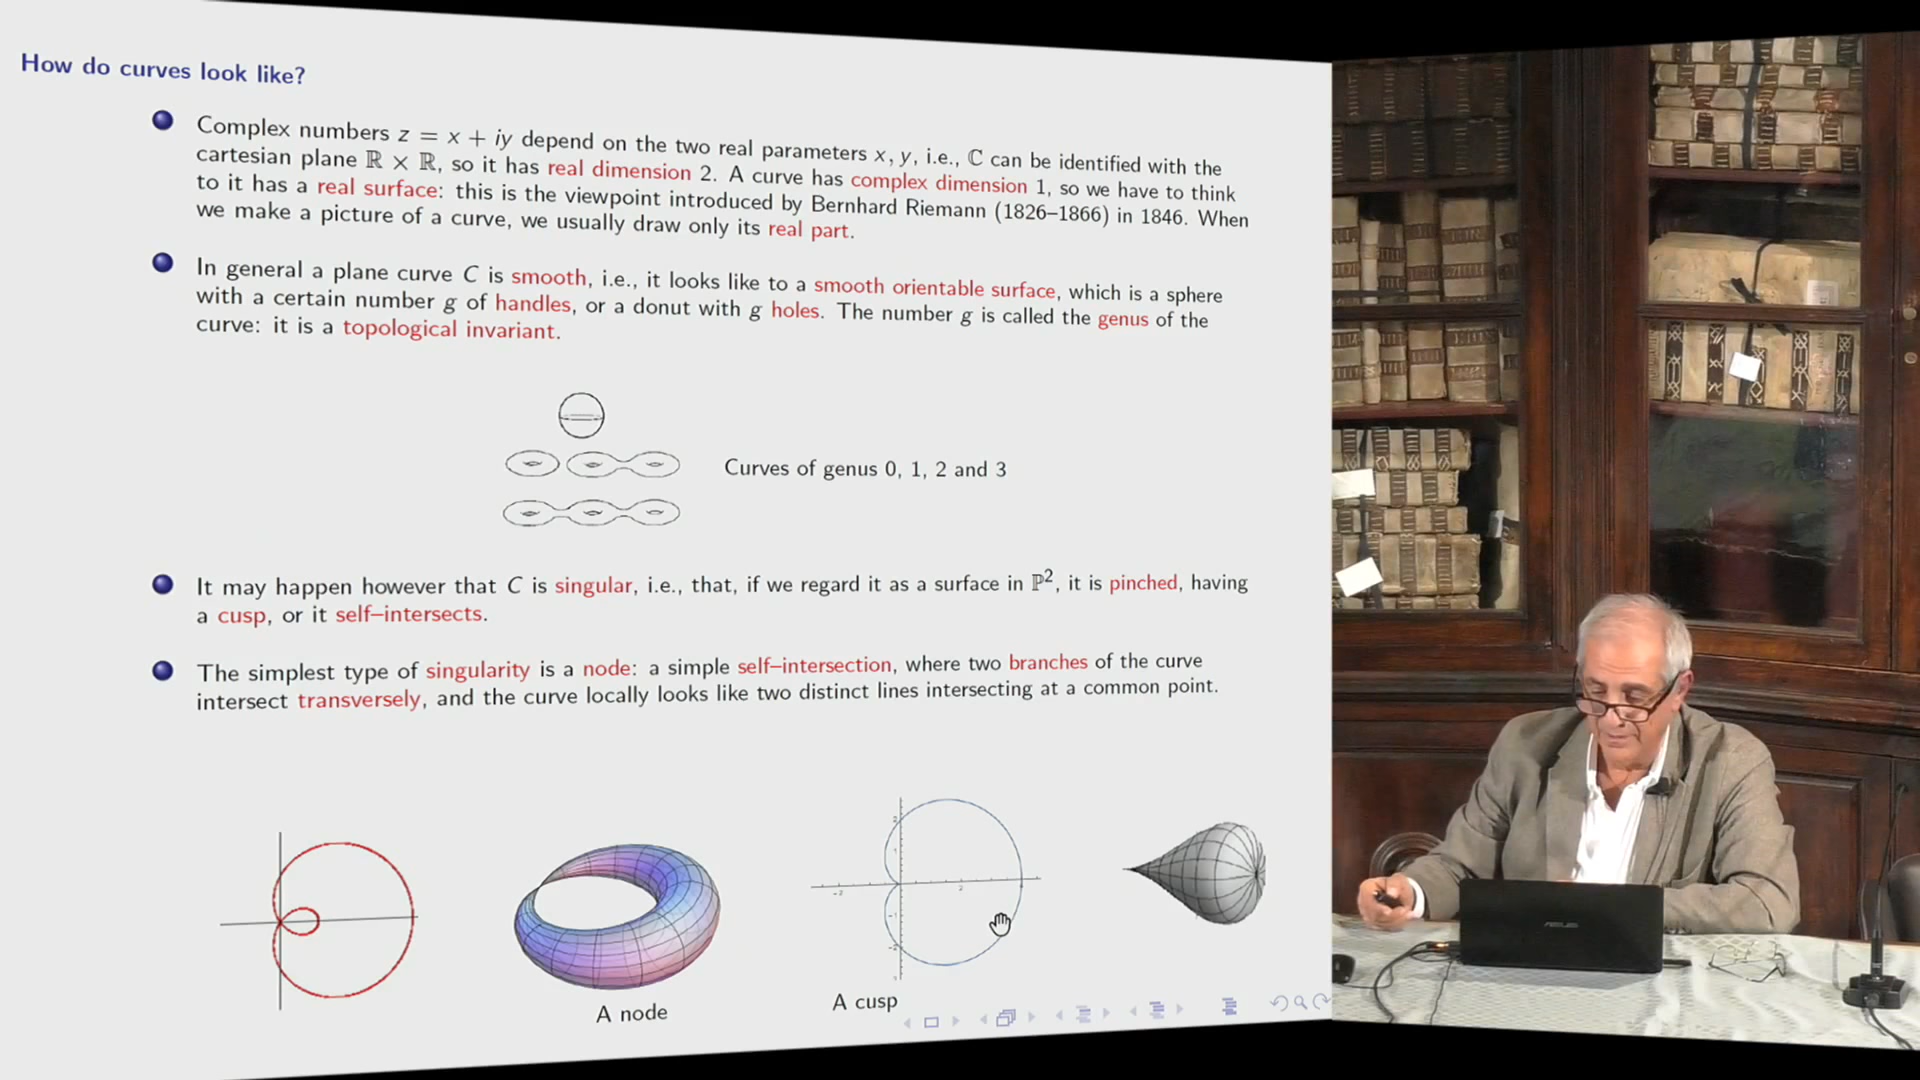 How do curves look like?
Complex numbers z = x + iy depend on the two real parameters x, y, i.e., ℂ can be identified with the
cartesian plane ℝ × ℝ, so it has real dimension 2. A curve has complex dimension 1, so we have to think
to it has a real surface: this is the viewpoint introduced by Bernhard Riemann (1826–1866) in 1846. When
we make a picture of a curve, we usually draw only its real part.
In general a plane curve C is smooth, i.e., it looks like to a smooth orientable surface, which is a sphere
with a certain number g of handles, or a donut with g holes. The number g is called the genus of the
curve: it is a topological invariant.
Curves of genus 0, 1, 2 and 3
It may happen however that C is singular, i.e., that, if we regard it as a surface in ℙ², it is pinched, having
a cusp, or it self–intersects.
The simplest type of singularity is a node: a simple self–intersection, where two branches of the curve
intersect transversely, and the curve locally looks like two distinct lines intersecting at a common point.
A node
A cusp